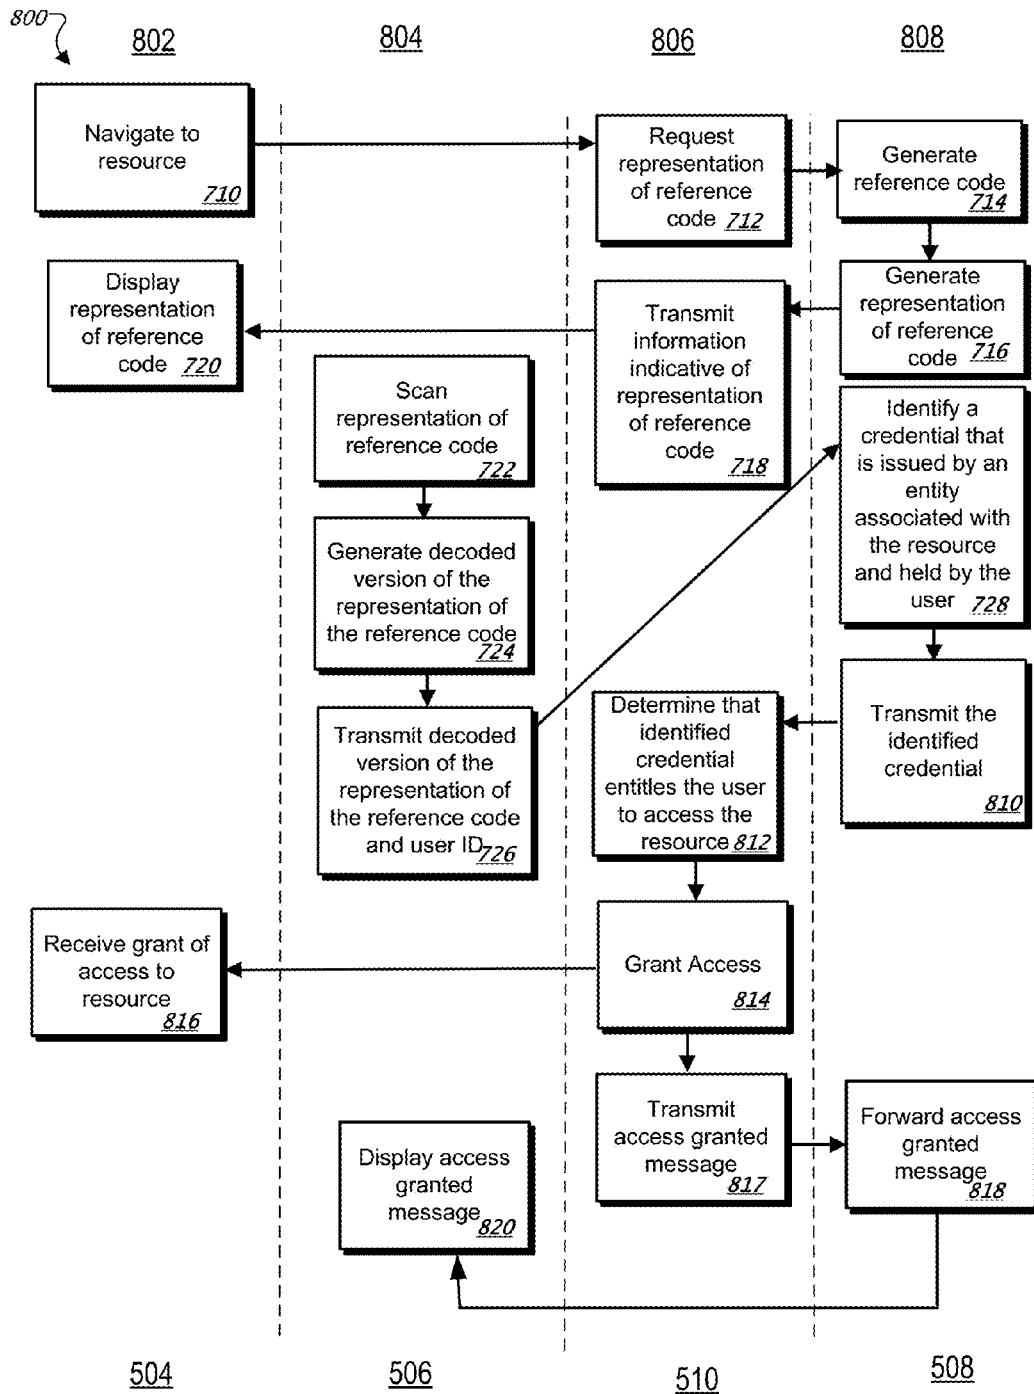 800
802
804
806
808
Navigate to
resource
710
Request
representation
of reference
code 712
Generate
reference code
714
Display
representation
of reference
code 720
Transmit
information
indicative of
representation
of reference
code 718
Generate
representation
of reference
code 716
Scan
representation of
reference code
722
Identify a
credential that
is issued by an
entity
associated with
the resource
and held by the
user 728
Generate decoded
version of the
representation of
the reference code
724
Transmit decoded
version of the
representation of
the reference code
and user ID 726
Determine that
identified
credential
entitles the user
to access the
resource 812
Transmit the
identified
credential
810
Receive grant of
access to
resource
816
Grant Access
814
Transmit
access granted
message 817
Forward access
granted
message 818
Display access
granted
message 820
504
506
510
508